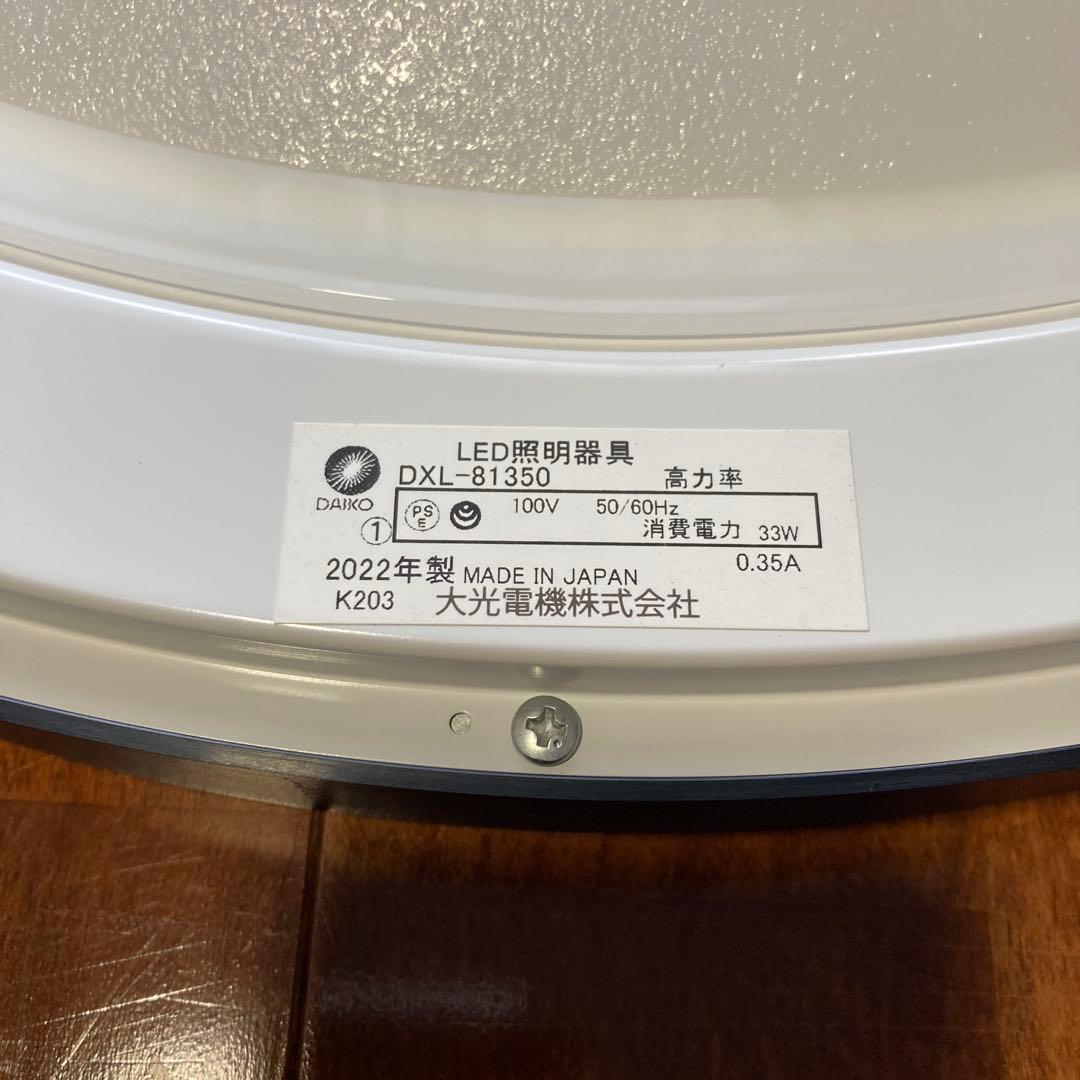 LED照明器具
DAIKO
DXL-81350 高力率
① PSE 100V 50/60Hz
消費電力 33W
0.35A
2022年製 MADE IN JAPAN
K203 大光電機株式会社